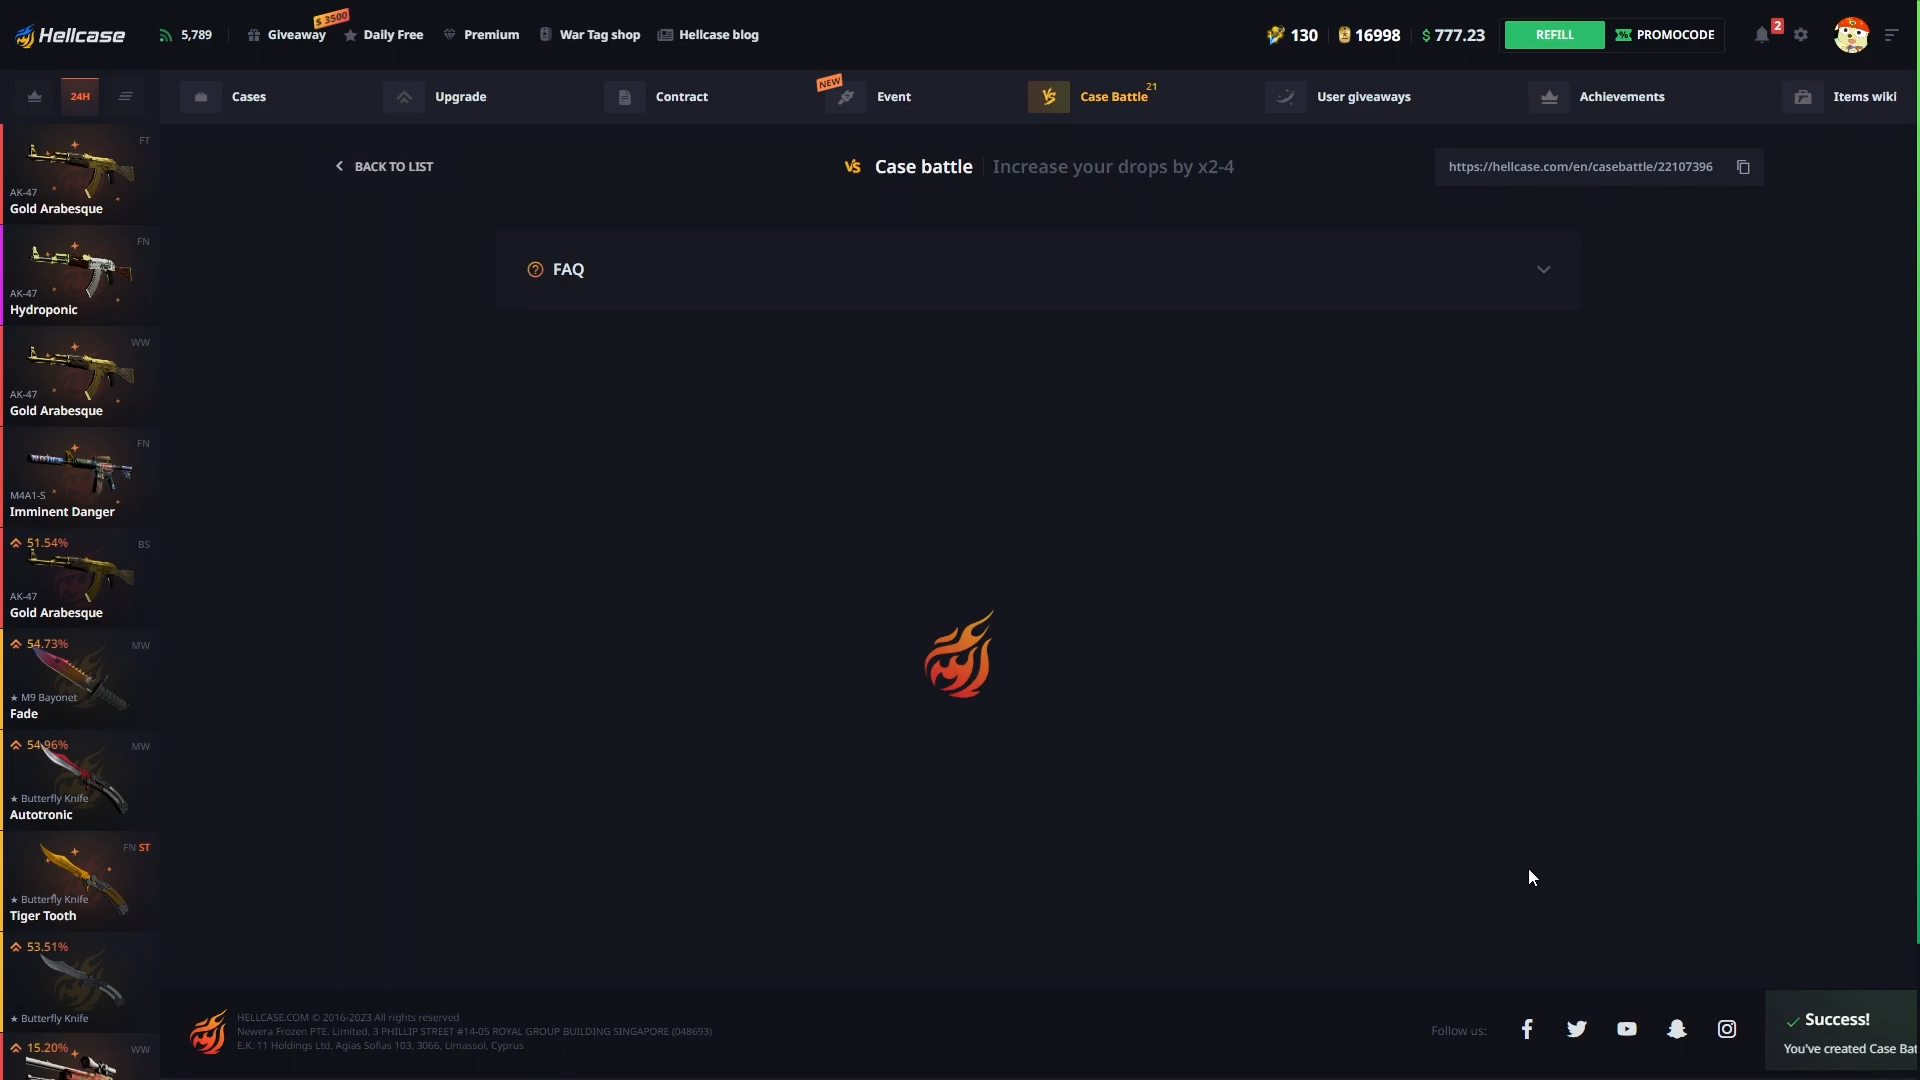 Hellcase
5,789
Giveaway
$ 3500
Daily Free
Premium
War Tag shop
Hellcase blog
130
16998
$ 777.23
REFILL
PROMOCODE
2
24H
Cases
Upgrade
Contract
NEW
Event
VS
Case Battle
21
User giveaways
Achievements
Items wiki
BACK TO LIST
VS Case battle
Increase your drops by x2-4
https://hellcase.com/en/casebattle/22107396
? FAQ
FT
AK-47
Gold Arabesque
FN
AK-47
Hydroponic
WW
AK-47
Gold Arabesque
FN
M4A1-S
Imminent Danger
51.54%
BS
AK-47
Gold Arabesque
54.73%
MW
★ M9 Bayonet
Fade
54.96%
MW
★ Butterfly Knife
Autotronic
FN ST
★ Butterfly Knife
Tiger Tooth
53.51%
★ Butterfly Knife
15.20%
WW
HELLCASE.COM © 2016-2023 All rights reserved
Newera Frozen PTE. Limited, 3 PHILLIP STREET #14-05 ROYAL GROUP BUILDING SINGAPORE (048693)
E.K. 11 Holdings Ltd, Agias Sofias 103, 3066, Limassol, Cyprus
Follow us:
Success!
You've created Case Bat